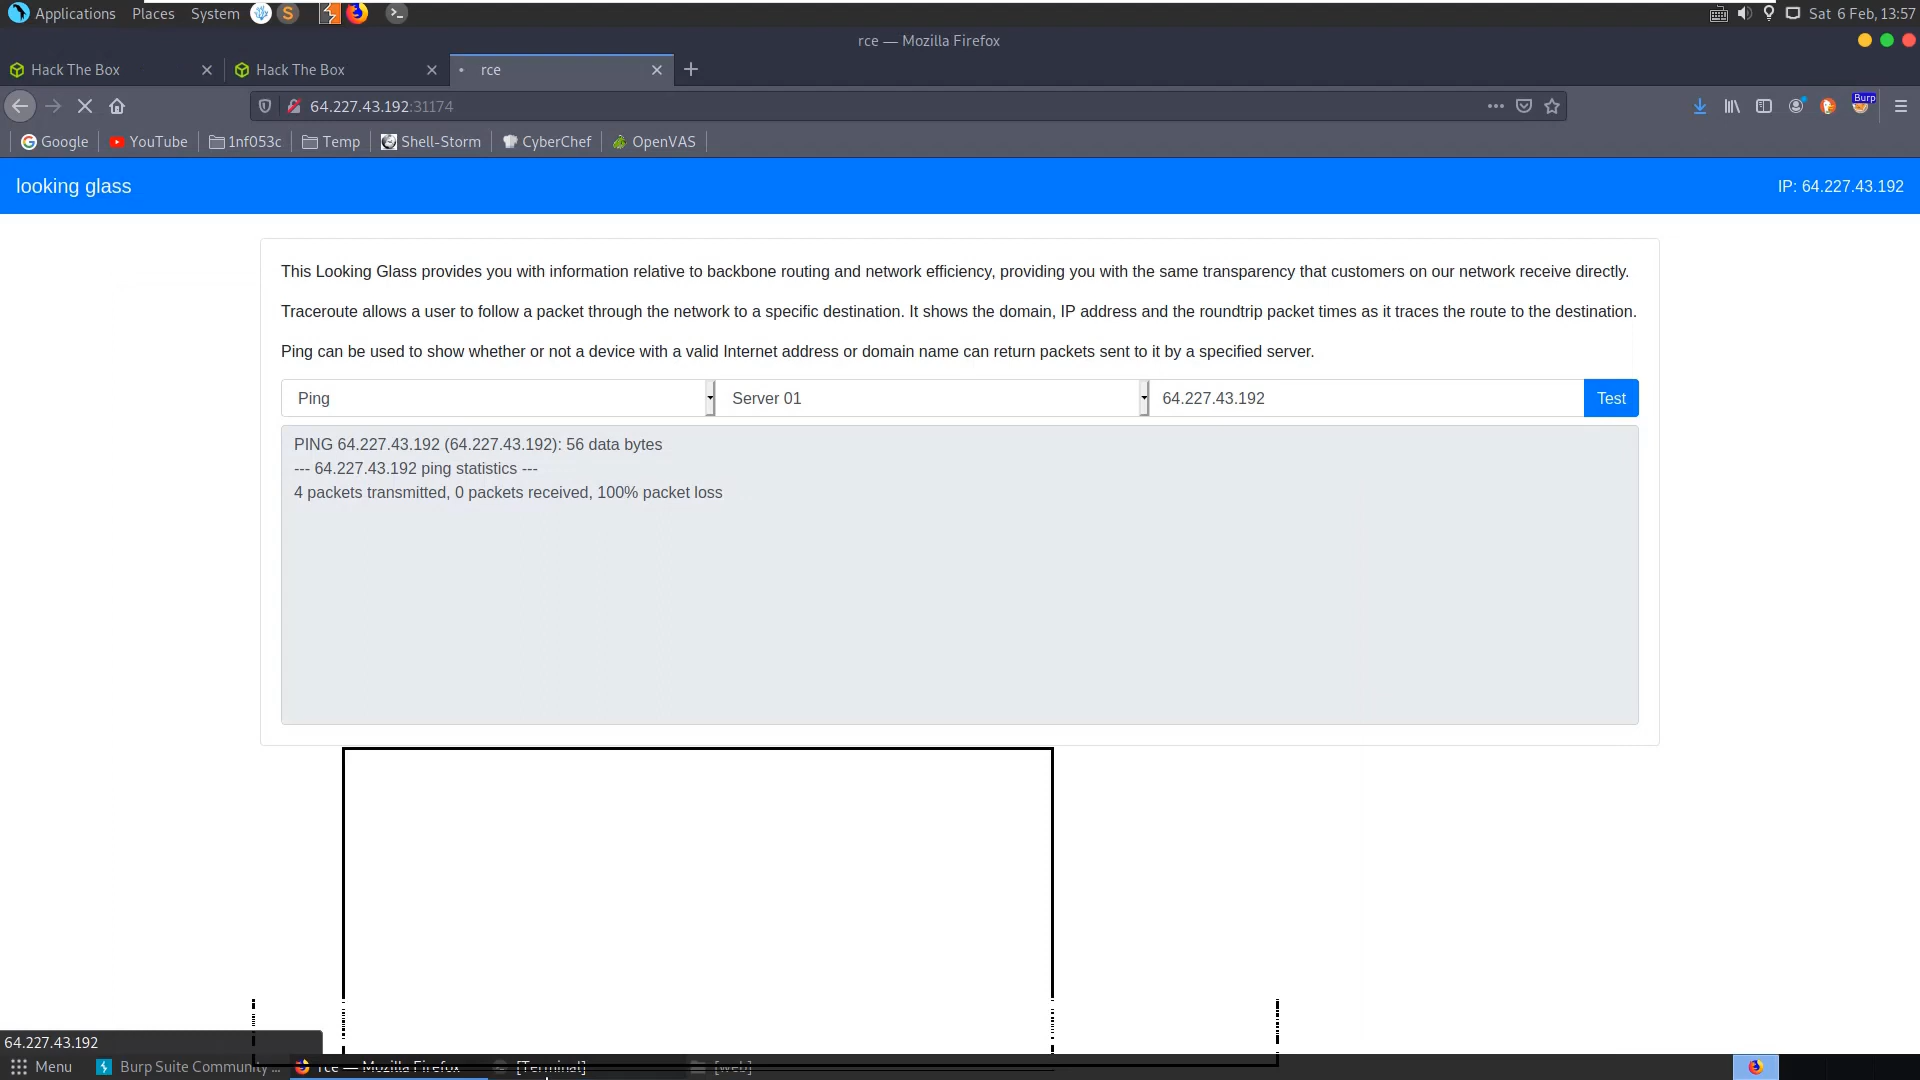 Applications Places System Sat 6 Feb, 13:57
rce — Mozilla Firefox
Hack The Box Hack The Box rce
64.227.43.192:31174 Burp
Google YouTube 1nf053c Temp Shell-Storm CyberChef OpenVAS
looking glass IP: 64.227.43.192
This Looking Glass provides you with information relative to backbone routing and network efficiency, providing you with the same transparency that customers on our network receive directly.
Traceroute allows a user to follow a packet through the network to a specific destination. It shows the domain, IP address and the roundtrip packet times as it traces the route to the destination.
Ping can be used to show whether or not a device with a valid Internet address or domain name can return packets sent to it by a specified server.
Ping Server 01 64.227.43.192 Test
PING 64.227.43.192 (64.227.43.192): 56 data bytes
--- 64.227.43.192 ping statistics ---
4 packets transmitted, 0 packets received, 100% packet loss
64.227.43.192
Menu Burp Suite Community ... rce — Mozilla Firefox [Terminal] [web]